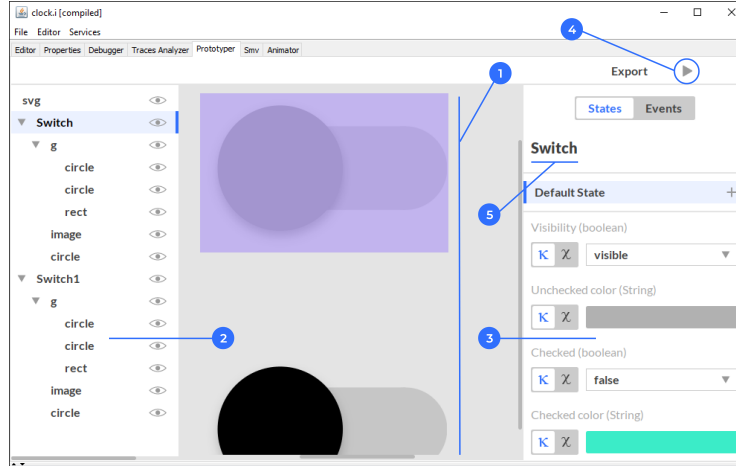 clock.i [compiled]
File Editor Services
Editor Properties Debugger Traces Analyzer Prototyper Smv Animator
4
1
Export
svg
Switch
g
circle
circle
rect
image
circle
Switch1
g
circle
circle
rect
image
circle
2
States Events
Switch
Default State +
5
Visibility (boolean)
K χ visible
Unchecked color (String)
K χ
3
Checked (boolean)
K χ false
Checked color (String)
K χ